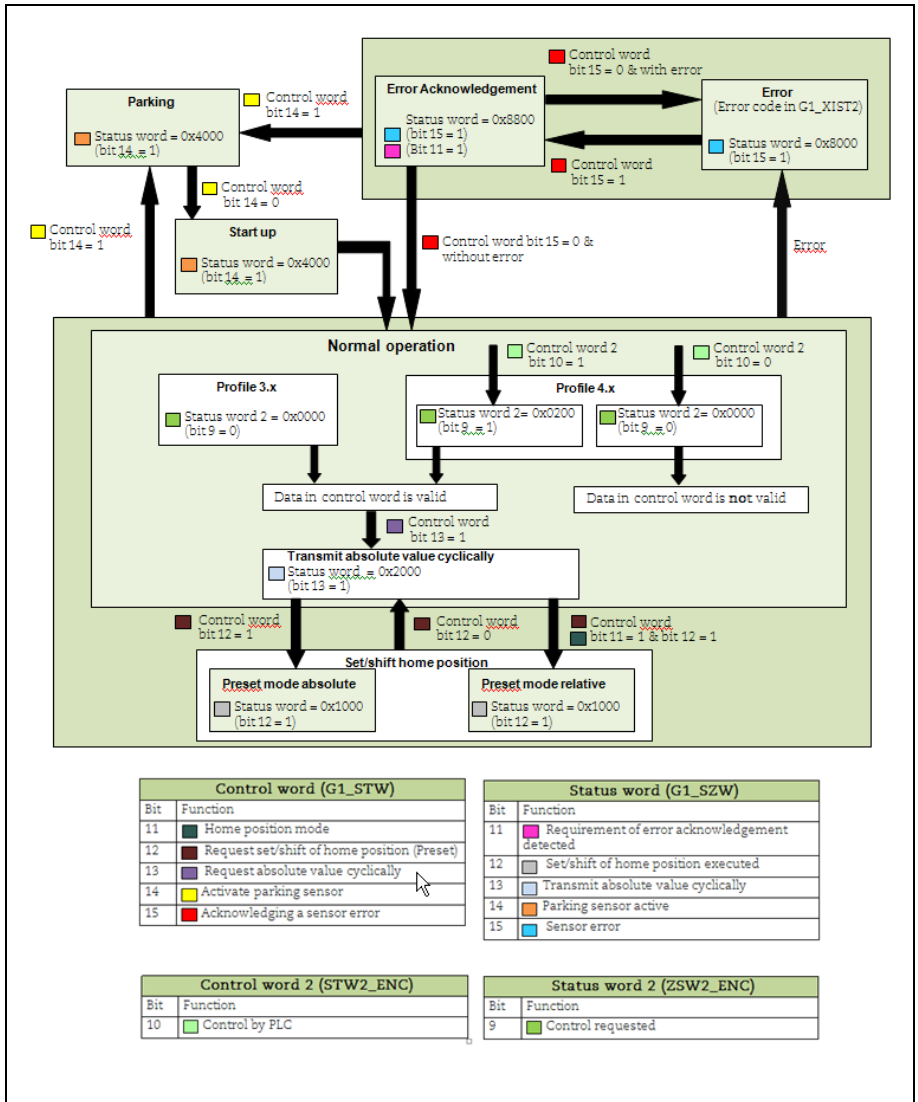 Control word
bit 15 = 0 & with error
Parking
Status word = 0x4000
(bit 14 = 1)
Control word
bit 14 = 1
Error Acknowledgement
Status word = 0x8800
(bit 15 = 1)
(Bit 11 = 1)
Error
(Error code in G1_XIST2)
Status word = 0x8000
(bit 15 = 1)
Control word
bit 15 = 1
Control word
bit 14 = 0
Control word
bit 14 = 1
Start up
Status word = 0x4000
(bit 14 = 1)
Control word bit 15 = 0 &
without error
Error
Normal operation
Control word 2
bit 10 = 1
Control word 2
bit 10 = 0
Profile 3.x
Status word 2 = 0x0000
(bit 9 = 0)
Profile 4.x
Status word 2= 0x0200
(bit 9 = 1)
Status word 2= 0x0000
(bit 9 = 0)
Data in control word is valid
Data in control word is not valid
Control word
bit 13 = 1
Transmit absolute value cyclically
Status word = 0x2000
(bit 13 = 1)
Control word
bit 12 = 1
Control word
bit 12 = 0
Control word
bit 11 = 1 & bit 12 = 1
Set/shift home position
Preset mode absolute
Status word = 0x1000
(bit 12 = 1)
Preset mode relative
Status word = 0x1000
(bit 12 = 1)
Control word (G1_STW)
Bit Function
11 Home position mode
12 Request set/shift of home position (Preset)
13 Request absolute value cyclically
14 Activate parking sensor
15 Acknowledging a sensor error
Status word (G1_SZW)
Bit Function
11 Requirement of error acknowledgement
detected
12 Set/shift of home position executed
13 Transmit absolute value cyclically
14 Parking sensor active
15 Sensor error
Control word 2 (STW2_ENC)
Bit Function
10 Control by PLC
Status word 2 (ZSW2_ENC)
Bit Function
9 Control requested